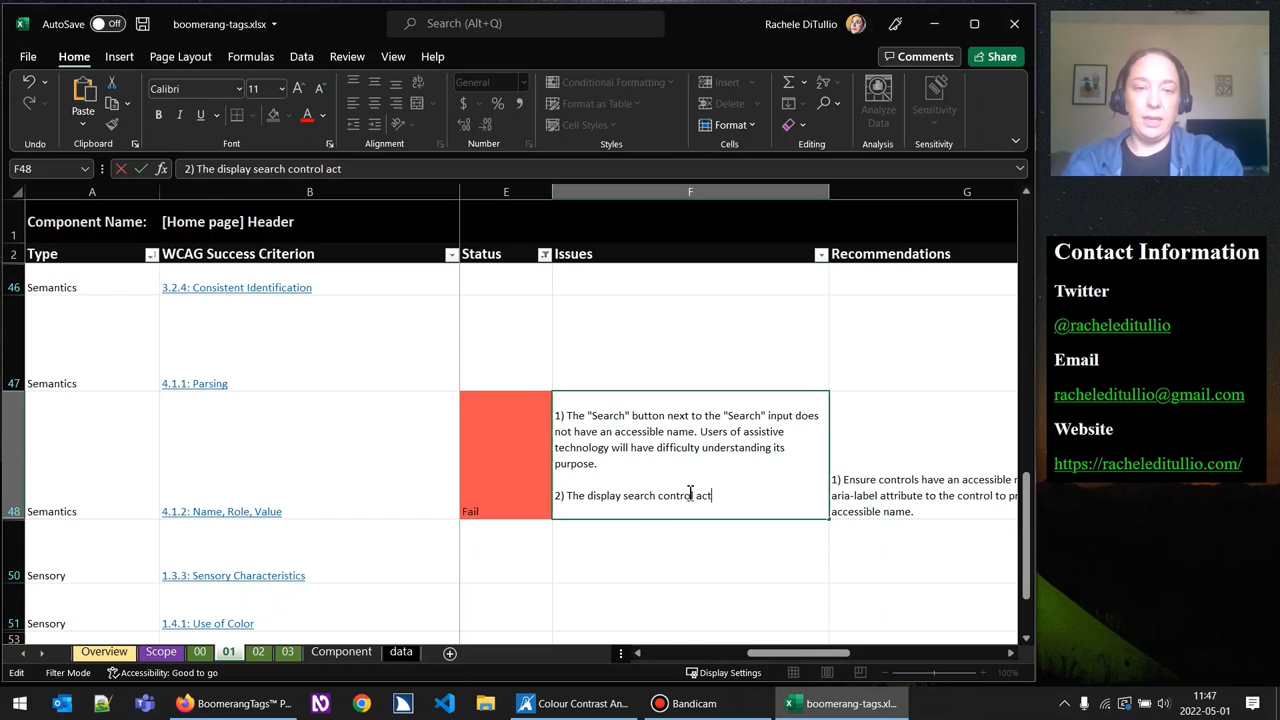 AutoSave Off
boomerang-tags.xlsx
Search (Alt+Q)
Rachele DiTullio
File Home Insert Page Layout Formulas Data Review View Help
Comments
Share
Paste
Calibri 11
B I U
A
General
$ % 9
Conditional Formatting
Format as Table
Cell Styles
Insert
Delete
Format
Analyze
Data
Sensitivity
Undo Clipboard Font Alignment Number Styles Cells Analysis Sensitivity
F48
fx
2) The display search control act
A B E F G
1 Component Name: [Home page] Header
2 Type WCAG Success Criterion Status Issues Recommendations
46 Semantics 3.2.4: Consistent Identification
47 Semantics 4.1.1: Parsing
1) The "Search" button next to the "Search" input does
not have an accessible name. Users of assistive
technology will have difficulty understanding its
purpose.
2) The display search control act
1) Ensure controls have an accessible n
aria-label attribute to the control to pr
accessible name.
48 Semantics 4.1.2: Name, Role, Value Fail
50 Sensory 1.3.3: Sensory Characteristics
51 Sensory 1.4.1: Use of Color
53
Overview Scope 00 01 02 03 Component data
Edit Filter Mode Accessibility: Good to go Display Settings 100%
BoomerangTags™ P...
Colour Contrast An...
Bandicam
boomerang-tags.xl...
11:47
2022-05-01
Contact Information
Twitter
@racheleditullio
Email
racheleditullio@gmail.com
Website
https://racheleditullio.com/